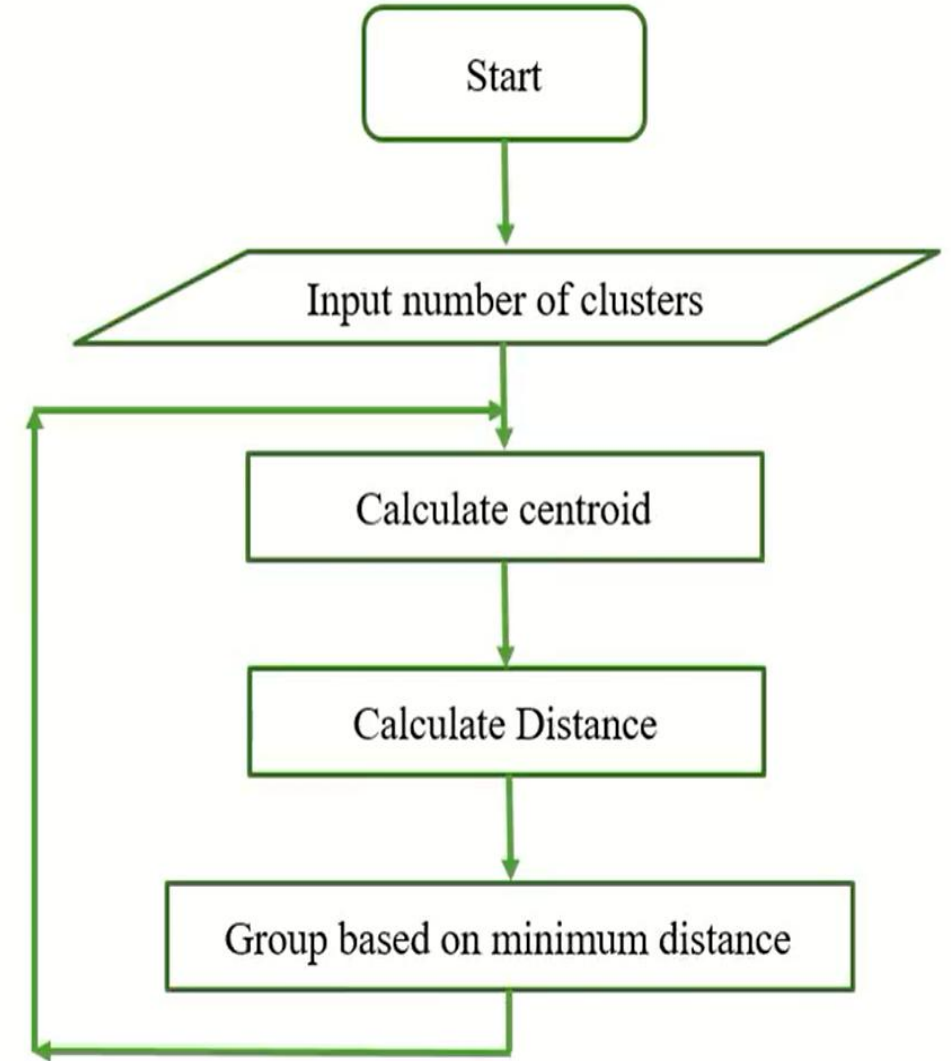 Start
Input number of clusters
Calculate centroid
Calculate Distance
Group based on minimum distance